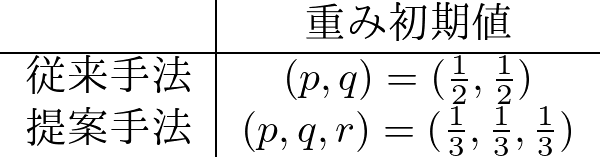 重み初期値
従来手法 (p, q) = (1/2, 1/2)
提案手法 (p, q, r) = (1/3, 1/3, 1/3)